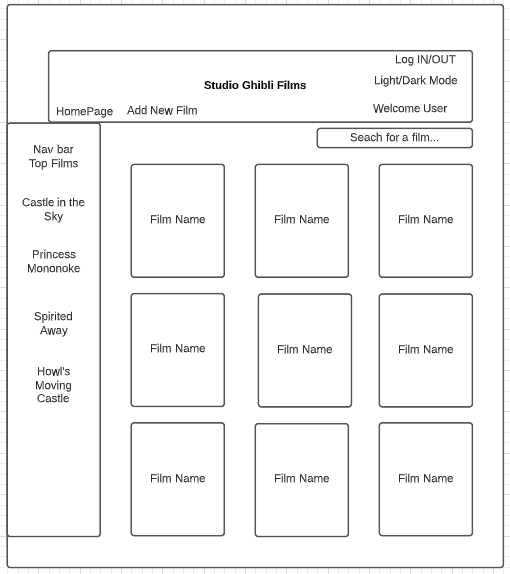 Log IN/OUT
Studio Ghibli Films
Light/Dark Mode
HomePage
Add New Film
Welcome User
Seach for a film...
Nav bar
Top Films
Castle in the
Sky
Princess
Mononoke
Spirited
Away
Howl's
Moving
Castle
Film Name
Film Name
Film Name
Film Name
Film Name
Film Name
Film Name
Film Name
Film Name